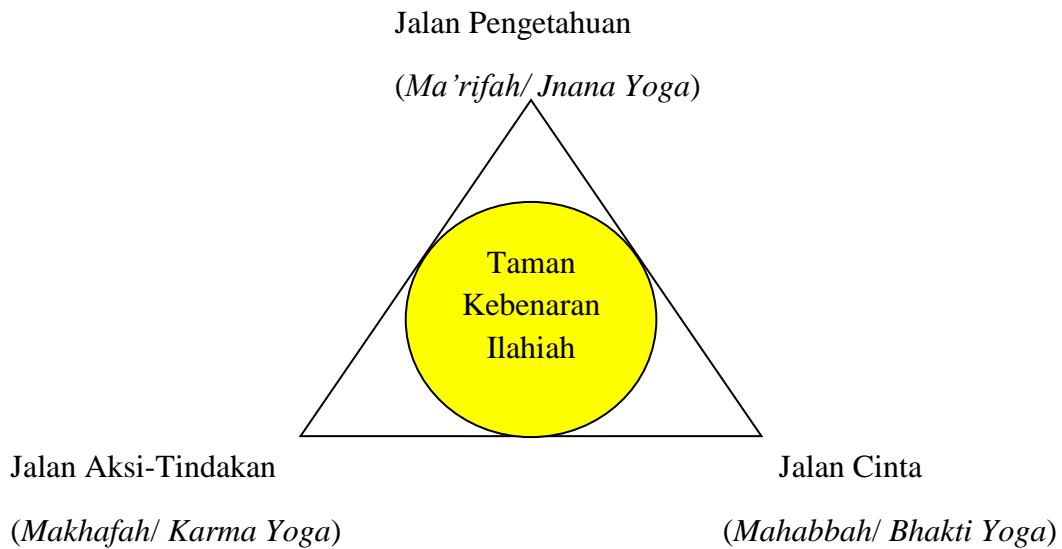 Jalan Pengetahuan
(Ma’rifah/ Jnana Yoga)
Taman
Kebenaran
Ilahiah
Jalan Aksi-Tindakan
(Makhafah/ Karma Yoga)
Jalan Cinta
(Mahabbah/ Bhakti Yoga)